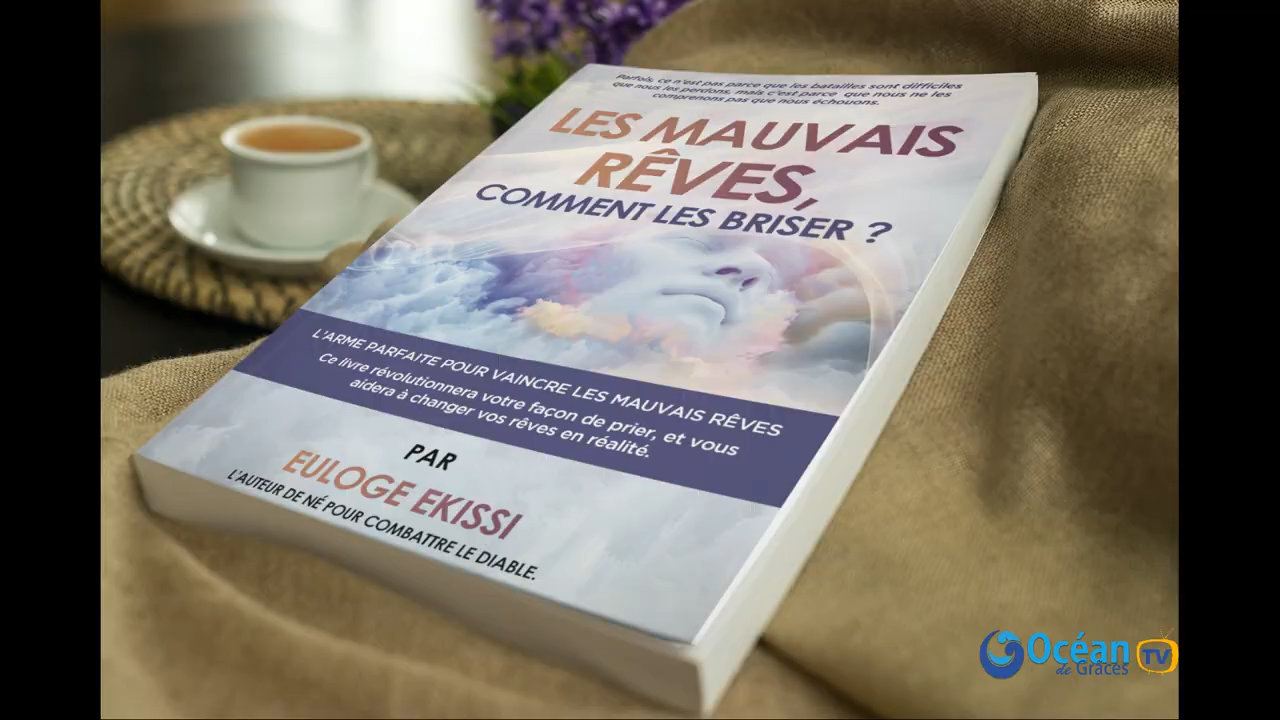 Parfois, ce n'est pas parce que les batailles sont difficiles
que nous les perdons, mais c'est parce que nous ne les
comprenons pas que nous échouons.
LES MAUVAIS
RÊVES,
COMMENT LES BRISER ?
L'ARME PARFAITE POUR VAINCRE LES MAUVAIS RÊVES
Ce livre révolutionnera votre façon de prier, et vous
aidera à changer vos rêves en réalité.
PAR
EULOGE EKISSI
L'AUTEUR DE NÉ POUR COMBATTRE LE DIABLE.
Océan
de Grâces
TV